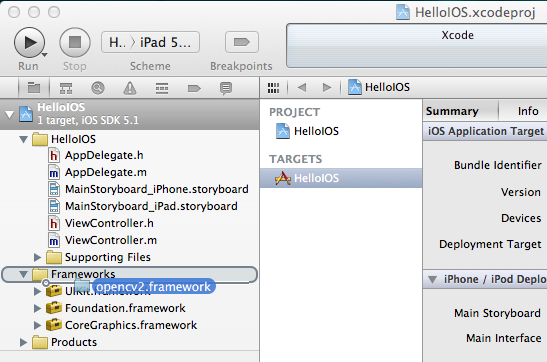 HelloIOS.xcodeproj
H... iPad 5...
Xcode
Run
Stop
Scheme
Breakpoints
HelloIOS
1 target, iOS SDK 5.1
HelloIOS
AppDelegate.h
AppDelegate.m
MainStoryboard_iPhone.storyboard
MainStoryboard_iPad.storyboard
ViewController.h
ViewController.m
Supporting Files
Frameworks
opencv2.framework
UIKit.framework
Foundation.framework
CoreGraphics.framework
Products
HelloIOS
PROJECT
HelloIOS
TARGETS
HelloIOS
Summary
Info
iOS Application Target
Bundle Identifier
Version
Devices
Deployment Target
iPhone / iPod Deplo
Main Storyboard
Main Interface